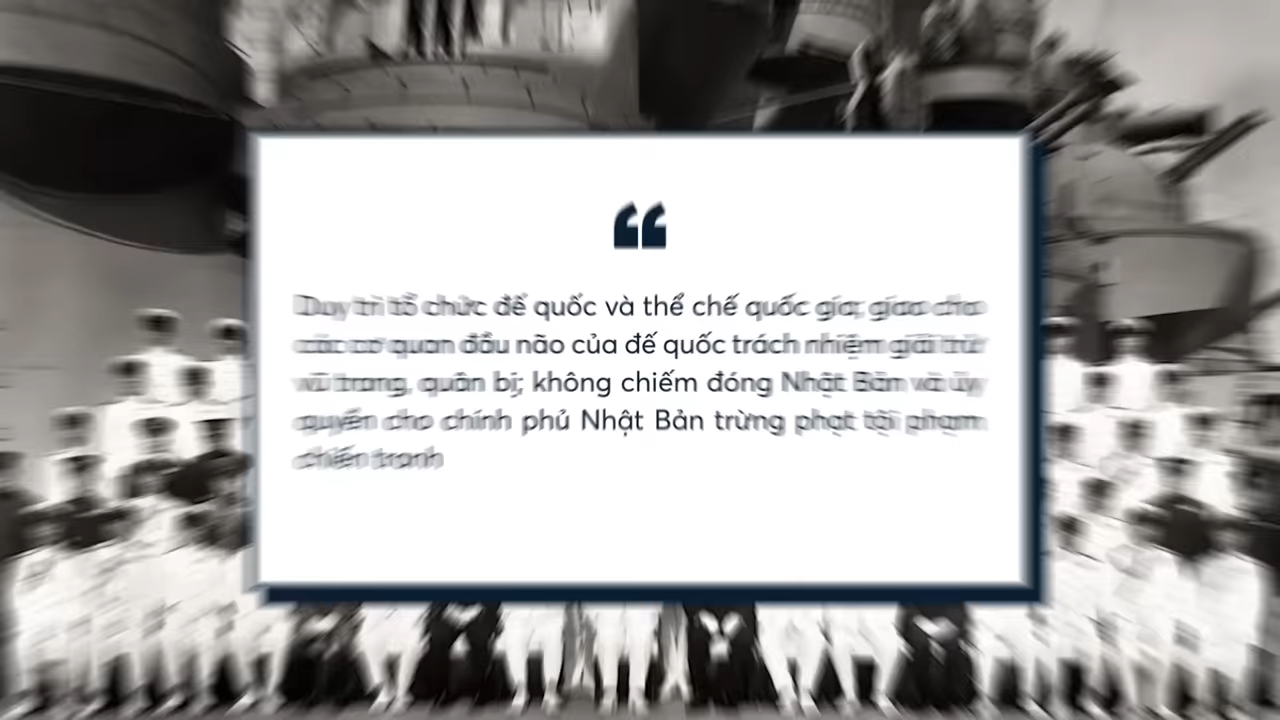 Duy trì tổ chức đế quốc và thể chế quốc gia; giao cho
các cơ quan đầu não của đế quốc trách nhiệm giải trừ
vũ trang, quân bị; không chiếm đóng Nhật Bản và ủy
quyền cho chính phủ Nhật Bản trừng phạt tội phạm
chiến tranh